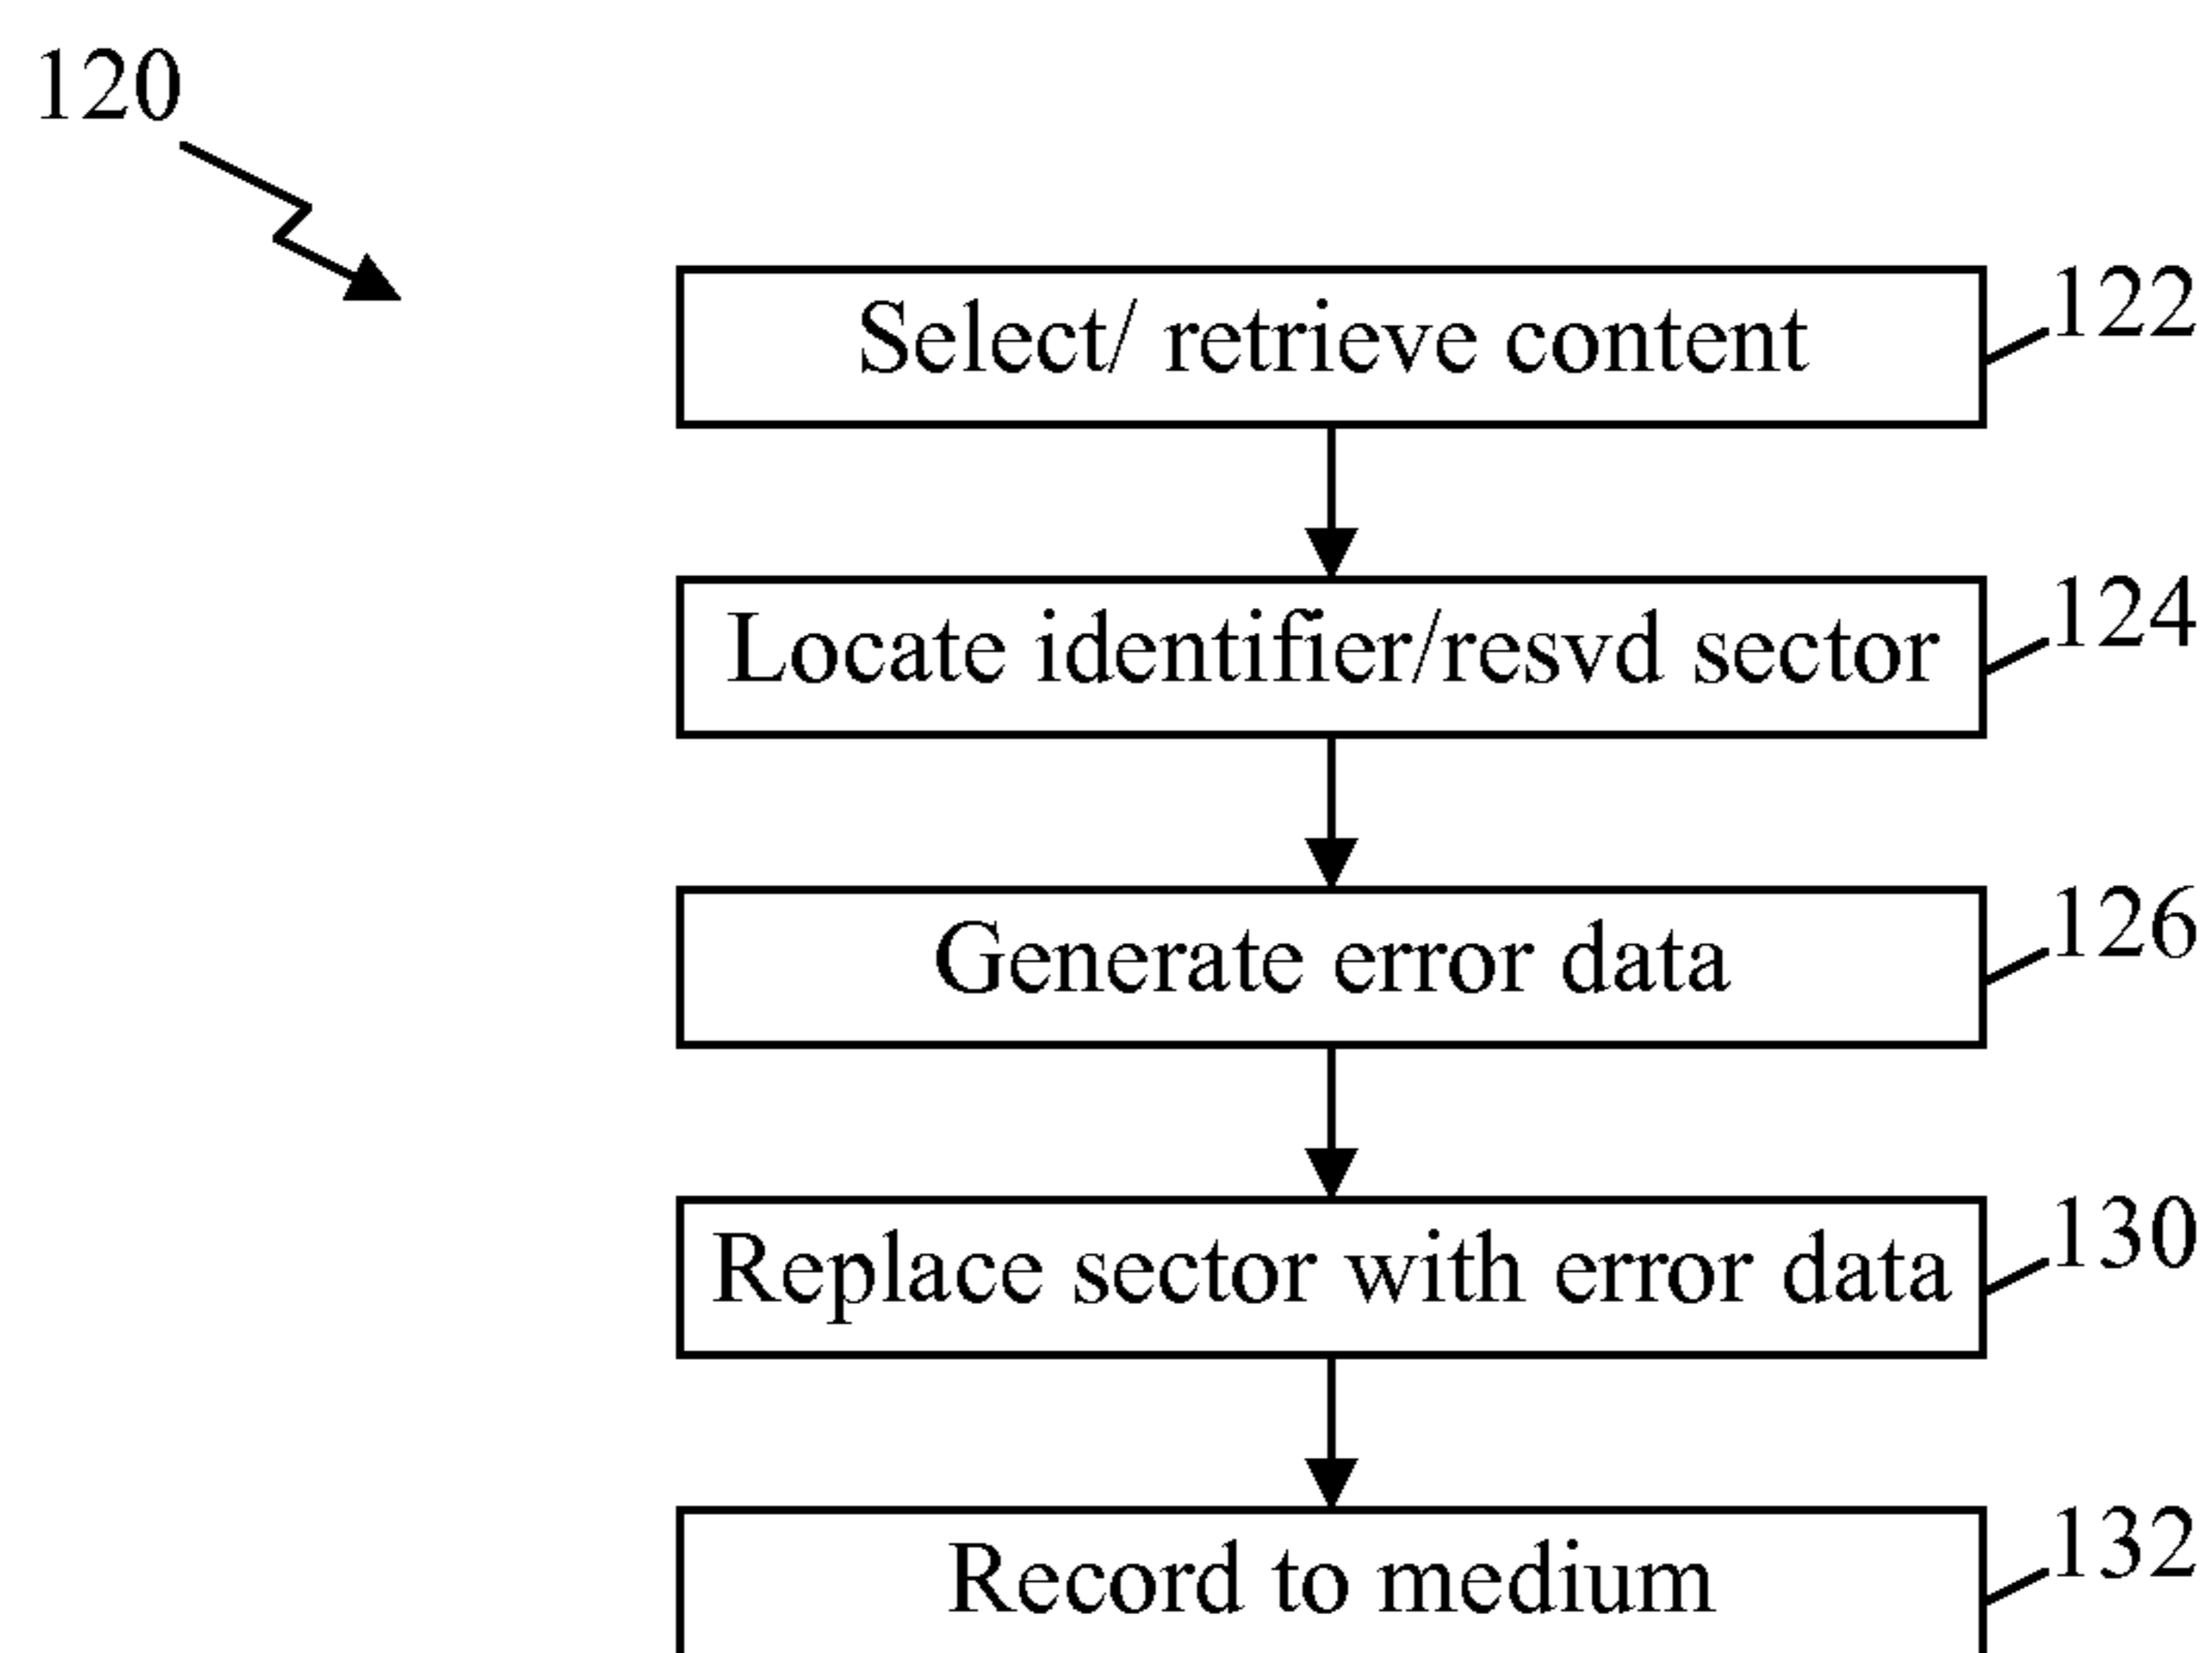 120
Select/ retrieve content
122
Locate identifier/resvd sector
124
Generate error data
126
Replace sector with error data
130
Record to medium
132